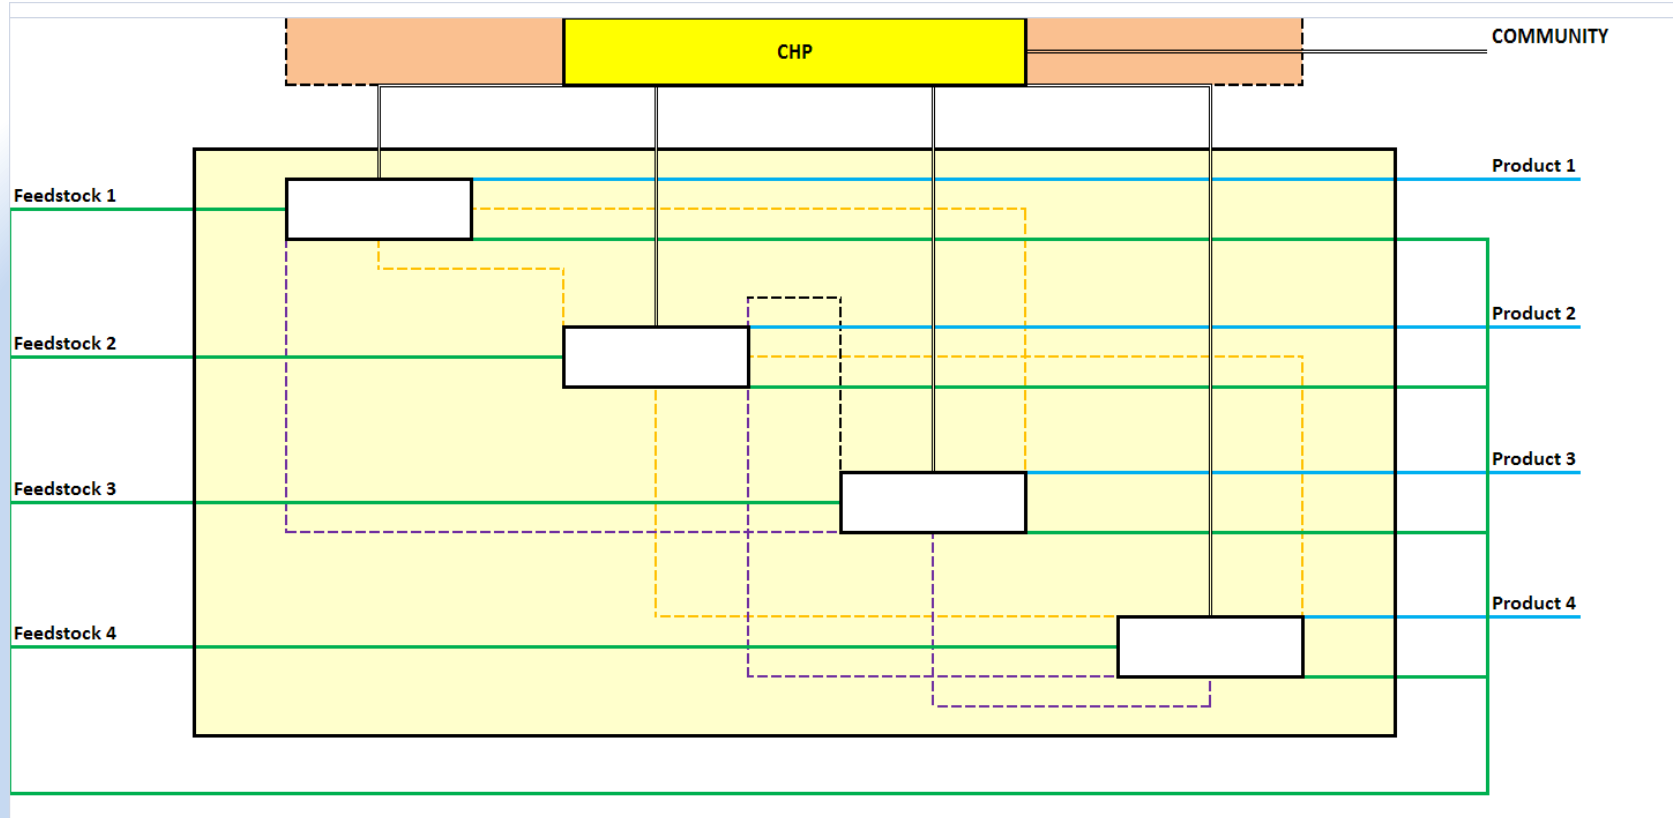 CHP
COMMUNITY
Product 1
Feedstock 1
Product 2
Feedstock 2
Product 3
Feedstock 3
Product 4
Feedstock 4